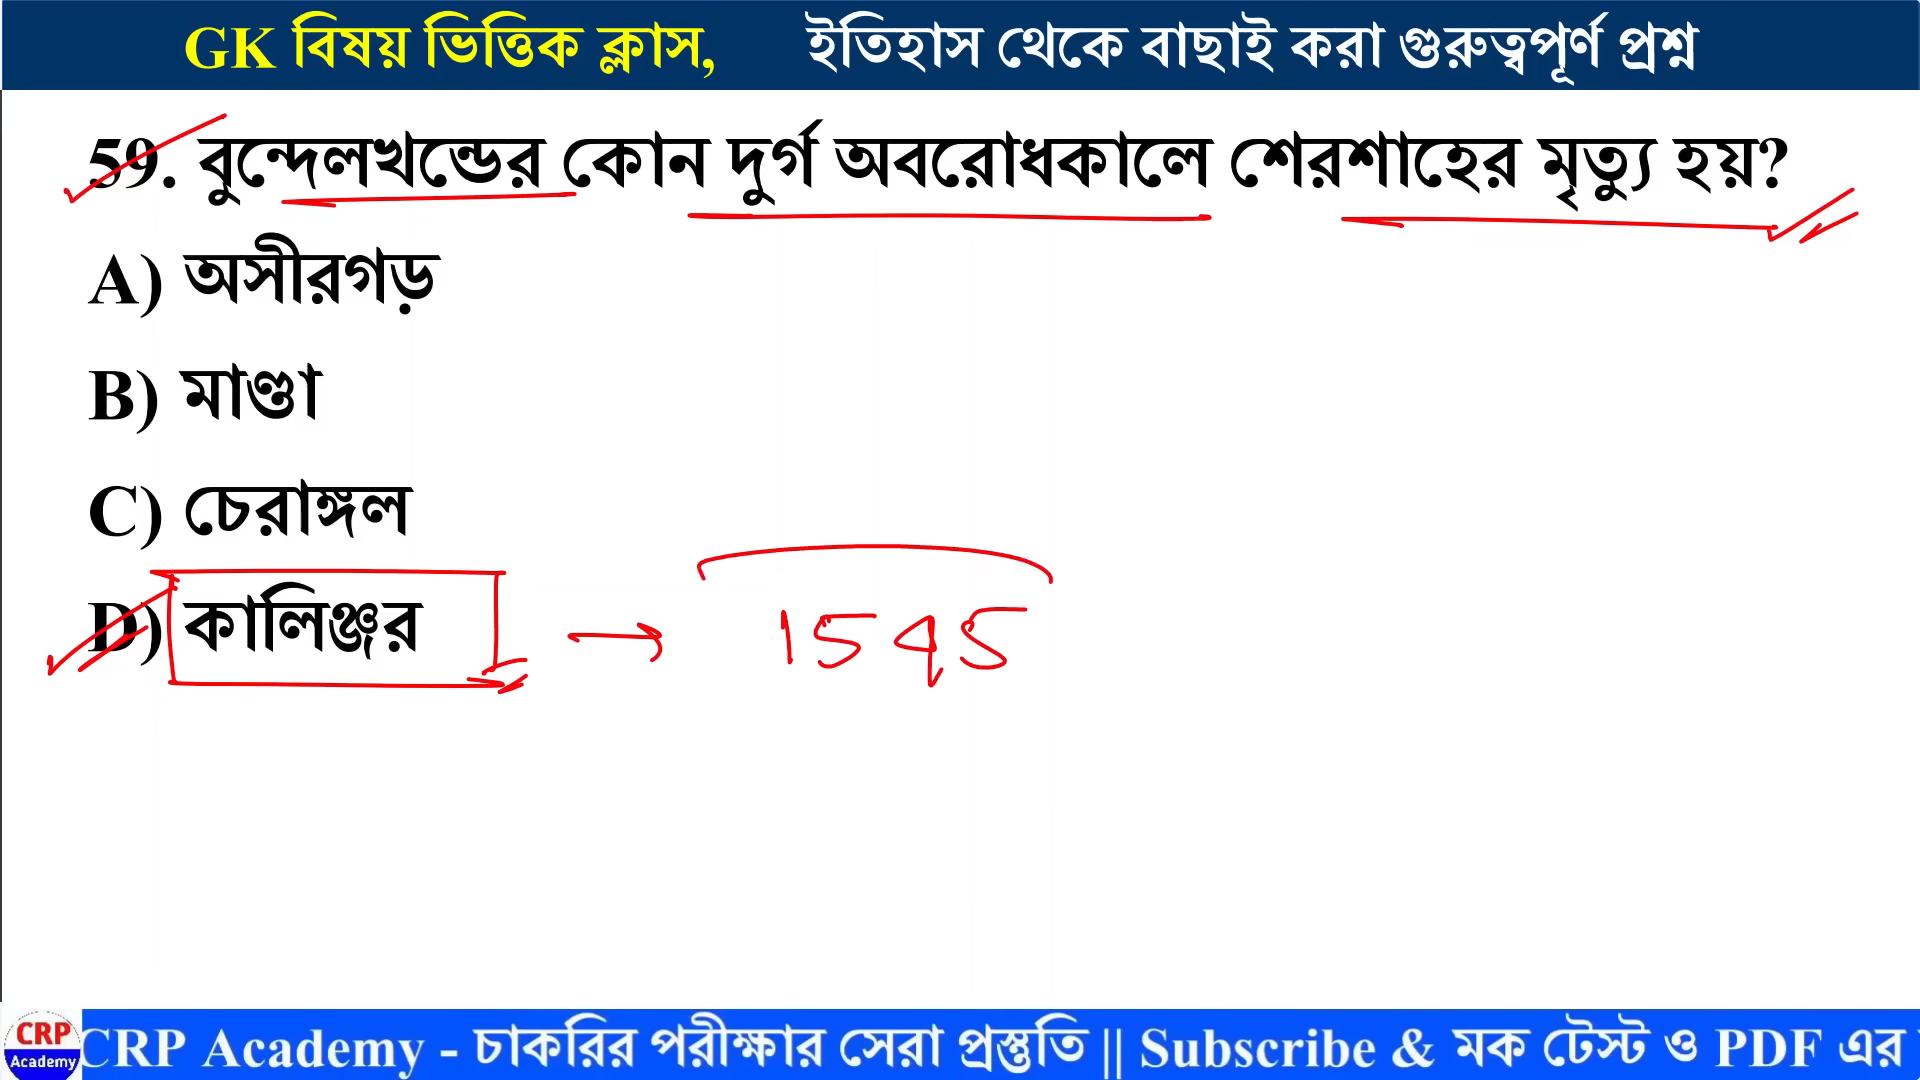 GK বিষয় ভিত্তিক ক্লাস, ইতিহাস থেকে বাছাই করা গুরুত্বপূর্ণ প্রশ্ন
59. বুন্দেলখন্ডের কোন দুর্গ অবরোধকালে শেরশাহের মৃত্যু হয়?
A) অসীরগড়
B) মাণ্ডা
C) চেরাঙ্গল
D) কালিঞ্জর → 1545
CRP Academy
CRP Academy - চাকরির পরীক্ষার সেরা প্রস্তুতি || Subscribe & মক টেস্ট ও PDF এর